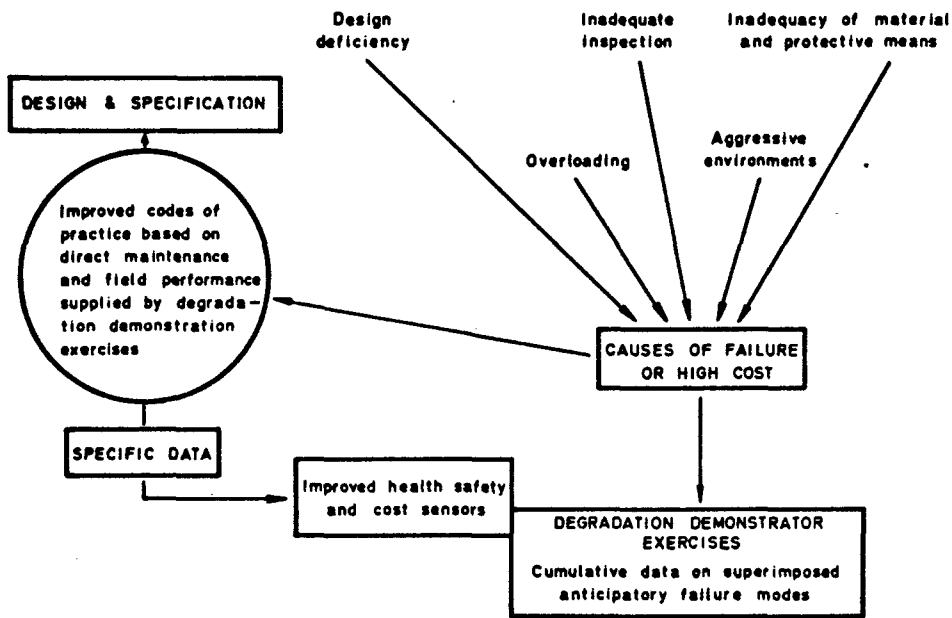 Design
deficiency
Inadequate
inspection
Inadequacy of material
and protective means
DESIGN & SPECIFICATION
Overloading
Aggressive
environments
Improved codes of
practice based on
direct maintenance
and field performance
supplied by degrada—
tion demonstration
exercises
CAUSES OF FAILURE
OR HIGH COST
SPECIFIC DATA
Improved health safety
and cost sensors
DEGRADATION DEMONSTRATOR
EXERCISES
Cumulative data on superimposed
anticipatory failure modes